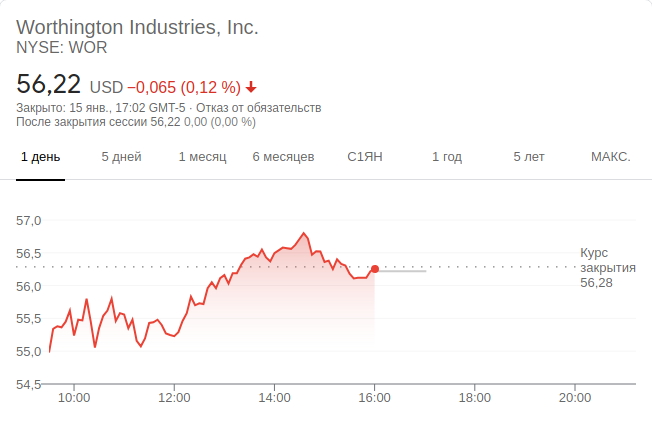 Worthington Industries, Inc.
NYSE: WOR
56,22 USD −0,065 (0,12 %)
Закрыто: 15 янв., 17:02 GMT-5 · Отказ от обязательств
После закрытия сессии 56,22 0,00 (0,00 %)
1 день 5 дней 1 месяц 6 месяцев С1ЯН 1 год 5 лет МАКС.
57,0
56,5
56,0
55,5
55,0
54,5
Курс
закрытия
56,28
10:00 12:00 14:00 16:00 18:00 20:00